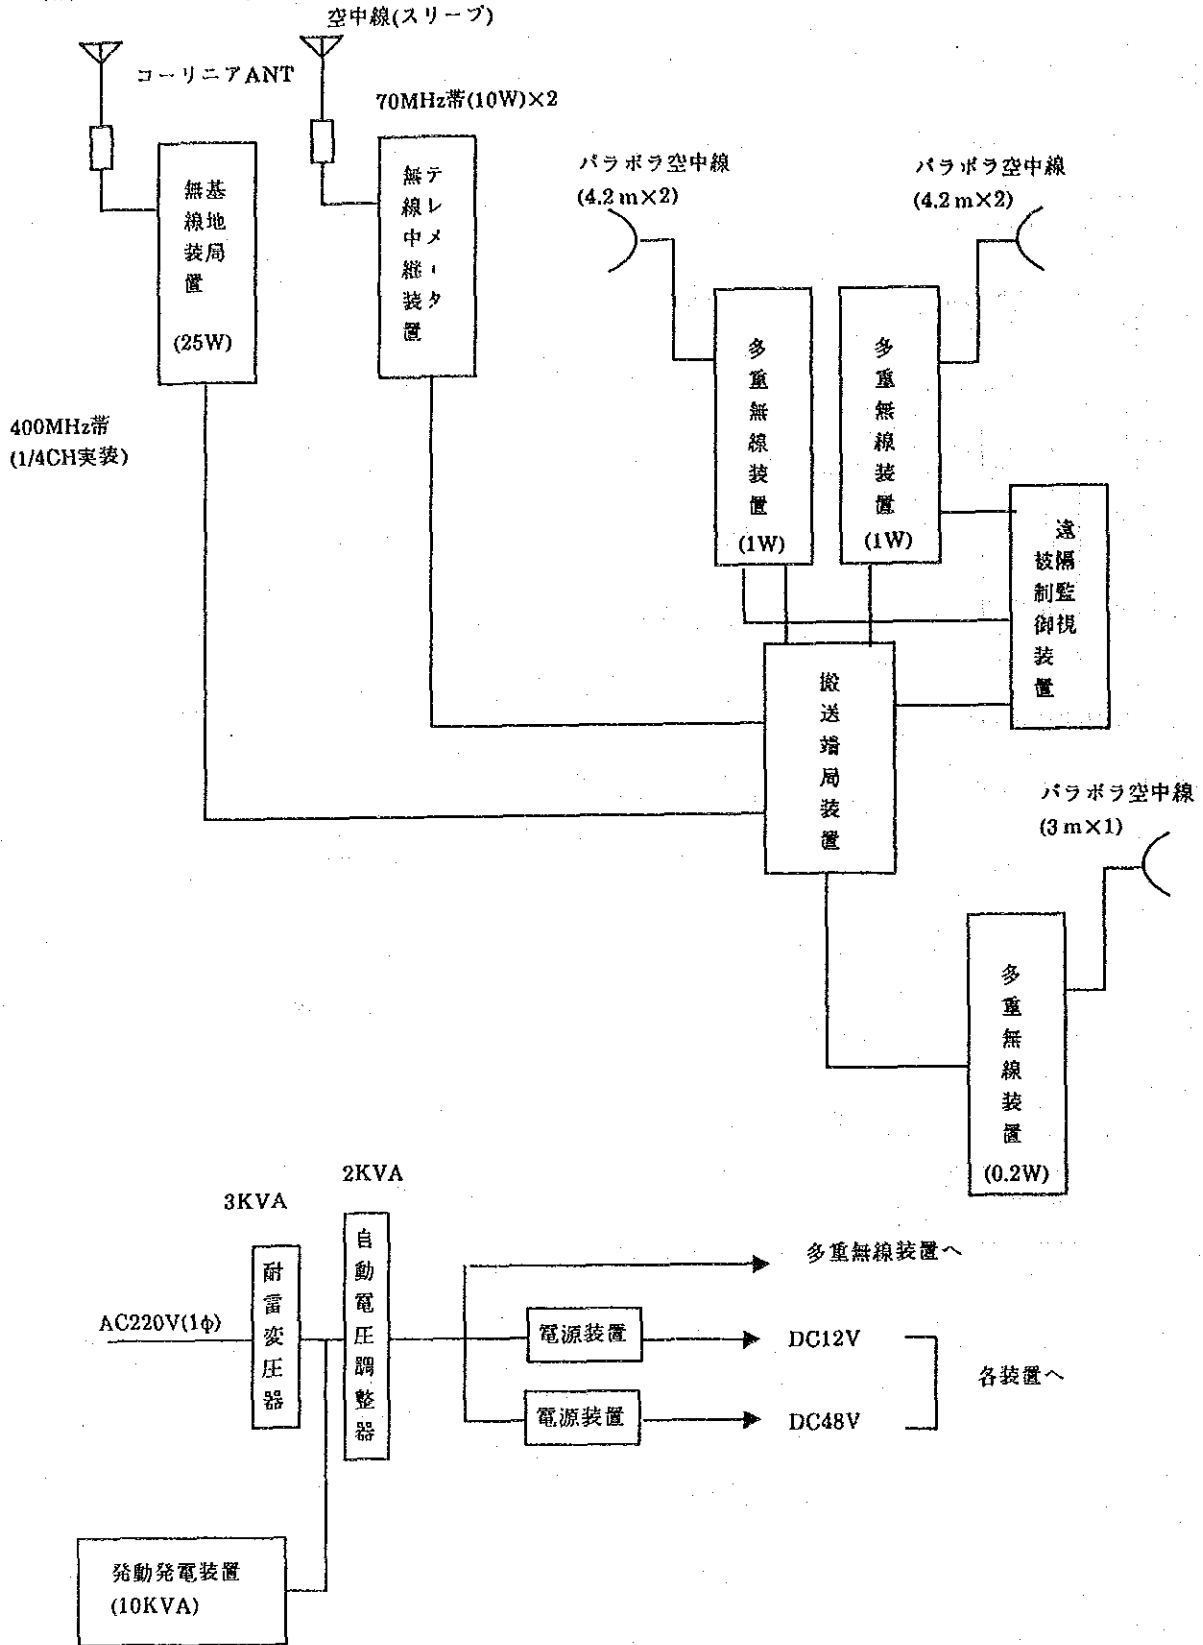 空中線(スリーブ)
コーリニアANT
70MHz帯(10W)×2
基地局
無線装置
(25W)
テレメータ
無線中継装置
パラボラ空中線
(4.2m×2)
パラボラ空中線
(4.2m×2)
多重無線装置
(1W)
多重無線装置
(1W)
400MHz帯
(1/4CH実装)
遠隔監視
被制御装置
搬送端局装置
パラボラ空中線
(3m×1)
多重無線装置
(0.2W)
3KVA
2KVA
AC220V(1φ)
耐雷変圧器
自動電圧調整器
多重無線装置へ
電源装置
DC12V
電源装置
DC48V
各装置へ
発動発電装置
(10KVA)